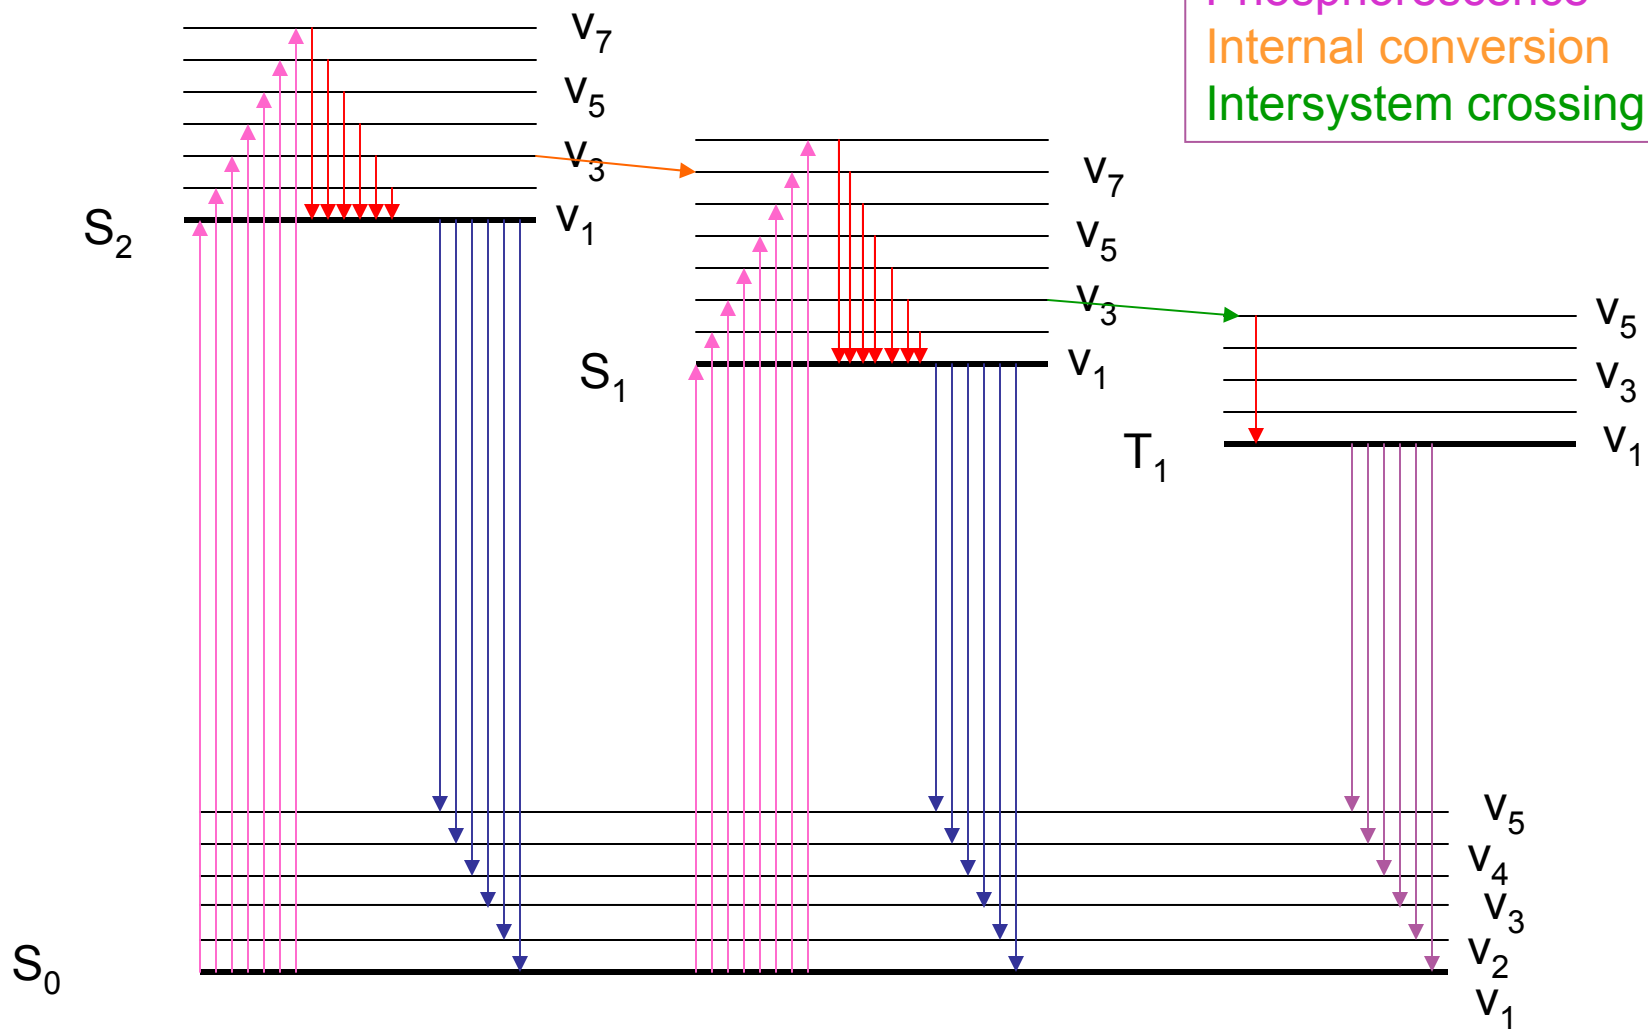 Phosphorescence
Internal conversion
Intersystem crossing
v7
v5
v3
v1
S2
v7
v5
v3
v1
S1
v5
v3
v1
T1
v5
v4
v3
v2
v1
S0